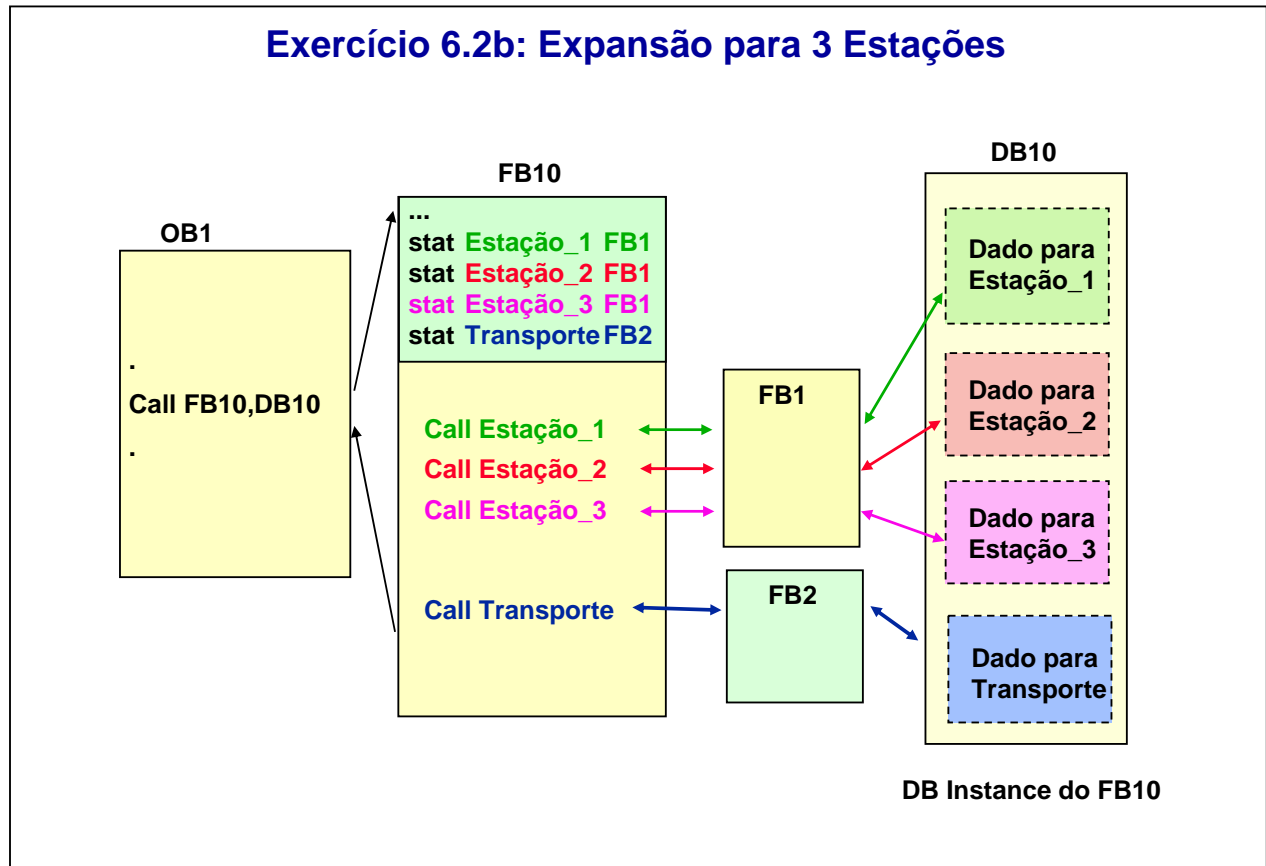 Exercício 6.2b: Expansão para 3 Estações
OB1
.
Call FB10,DB10
.
FB10
...
stat Estação_1 FB1
stat Estação_2 FB1
stat Estação_3 FB1
stat Transporte FB2
Call Estação_1
Call Estação_2
Call Estação_3
Call Transporte
FB1
FB2
DB10
Dado para
Estação_1
Dado para
Estação_2
Dado para
Estação_3
Dado para
Transporte
DB Instance do FB10